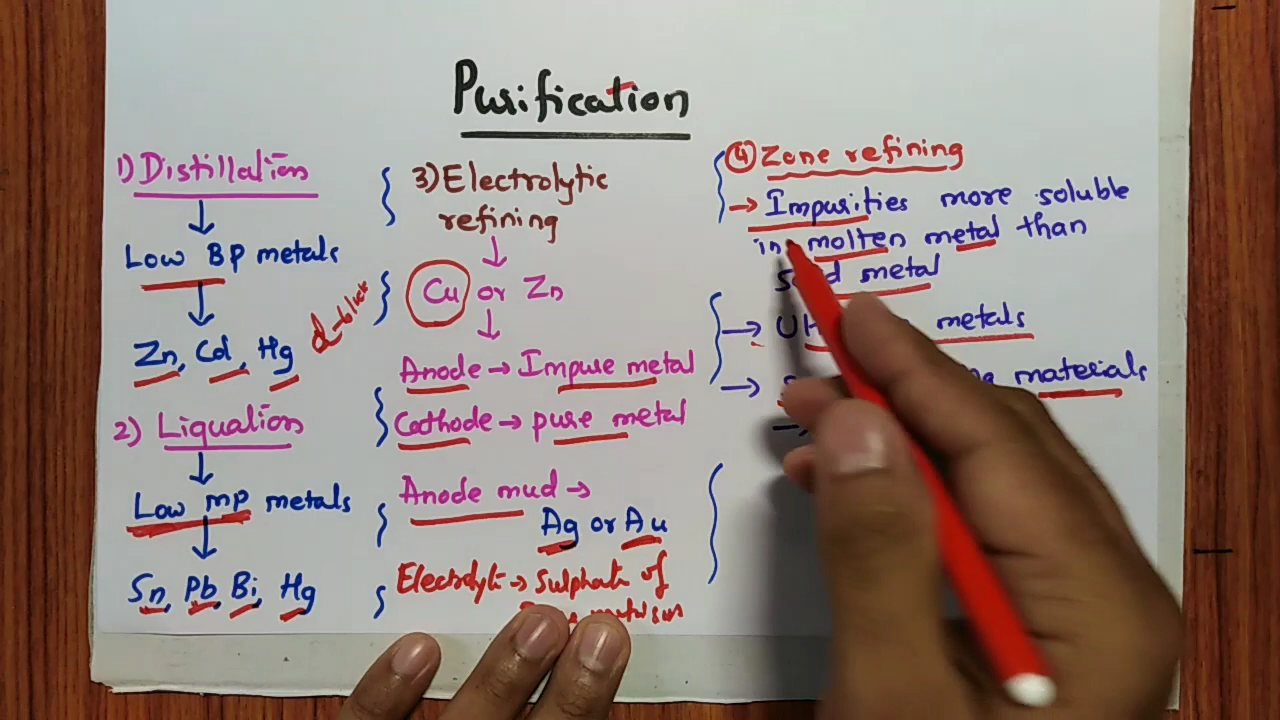 Purification
1) Distillation
Low BP metals
Zn, Cd, Hg
d-block
2) Liquation
Low mp metals
Sn, Pb, Bi, Hg
3) Electrolytic
refining
Cu or Zn
Anode → Impure metal
Cathode → pure metal
Anode mud →
Ag or Au
Electrolyte → Sulphate of
④ Zone refining
→ Impurities more soluble
in molten metal than
metal
→ metals
→ materials